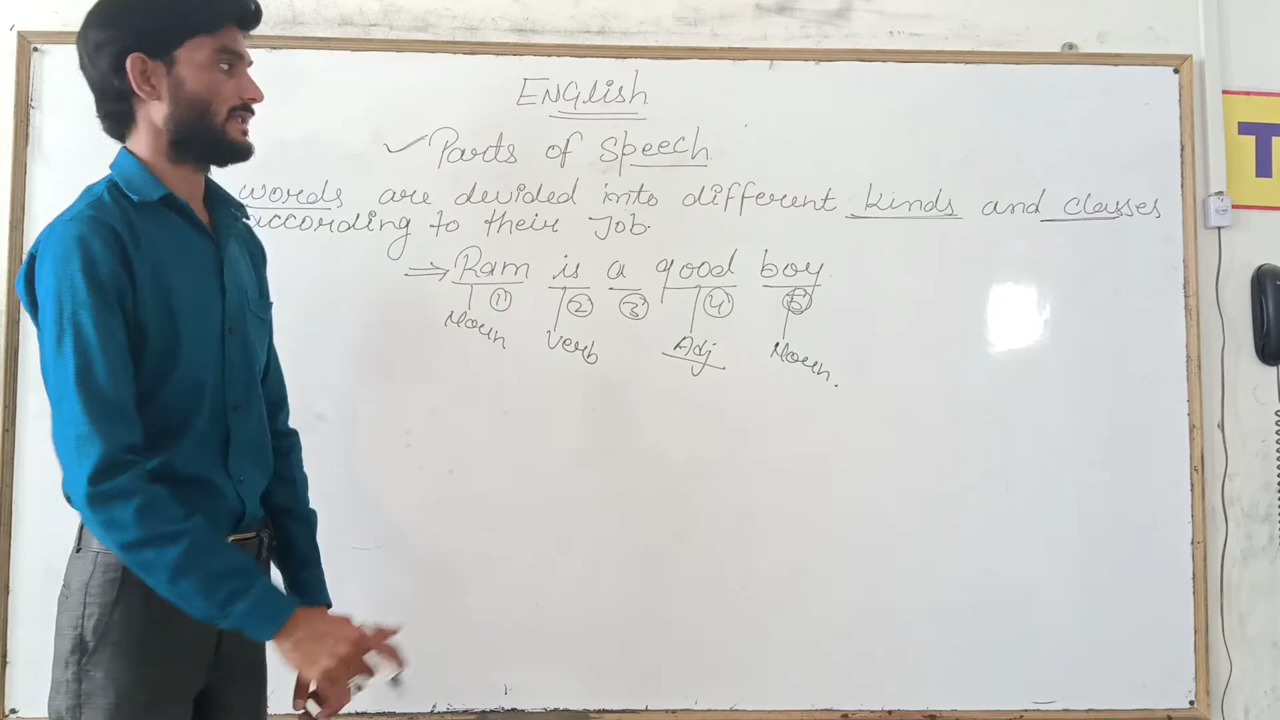 ENGlish
Parts of speech
words are devided into different kinds and classes
according to their Job.
⇒ Ram is a good boy.
① ② ③ ④ ⑤
Noun Verb Adj Noun.
T